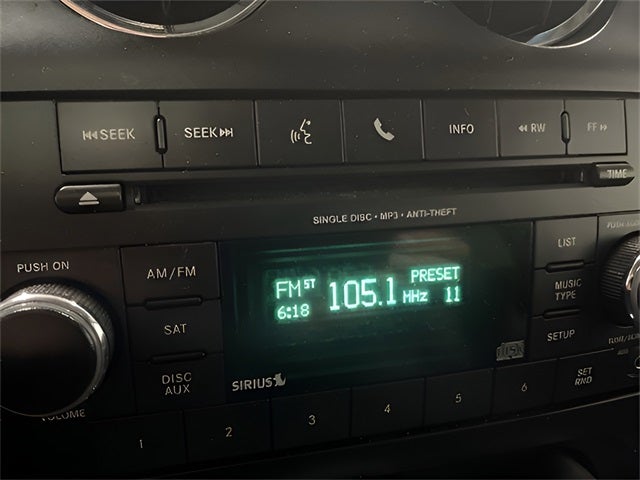 SEEK SEEK INFO RW FF
TIME
SINGLE DISC • MP3 • ANTI-THEFT
PUSH ON
AM/FM
SAT
DISC
AUX
VOLUME
FM ST 105.1 MHz PRESET
6:18 11
SIRIUS
LIST
MUSIC
TYPE
SETUP
SET
RND
1 2 3 4 5 6